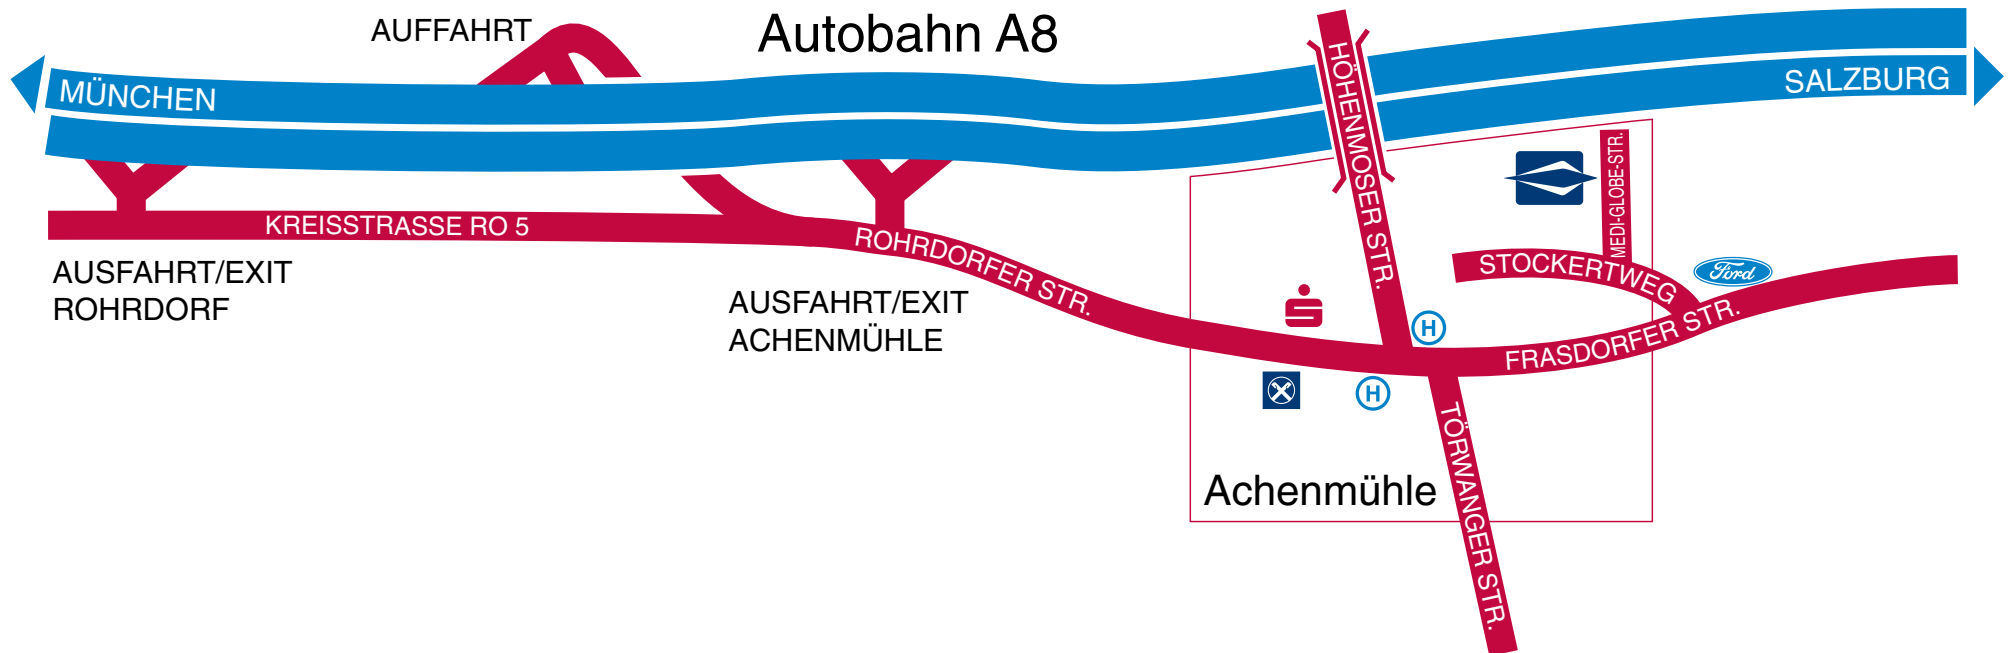 AUFFAHRT
Autobahn A8
MÜNCHEN
SALZBURG
HÖHENMOSER STR.
MEDI-GLOBE-STR.
KREISSTRASSE RO 5
ROHRDORFER STR.
STOCKERTWEG
Ford
AUSFAHRT/EXIT
ROHRDORF
AUSFAHRT/EXIT
ACHENMÜHLE
FRASDORFER STR.
H
H
TÖRWANGER STR.
Achenmühle